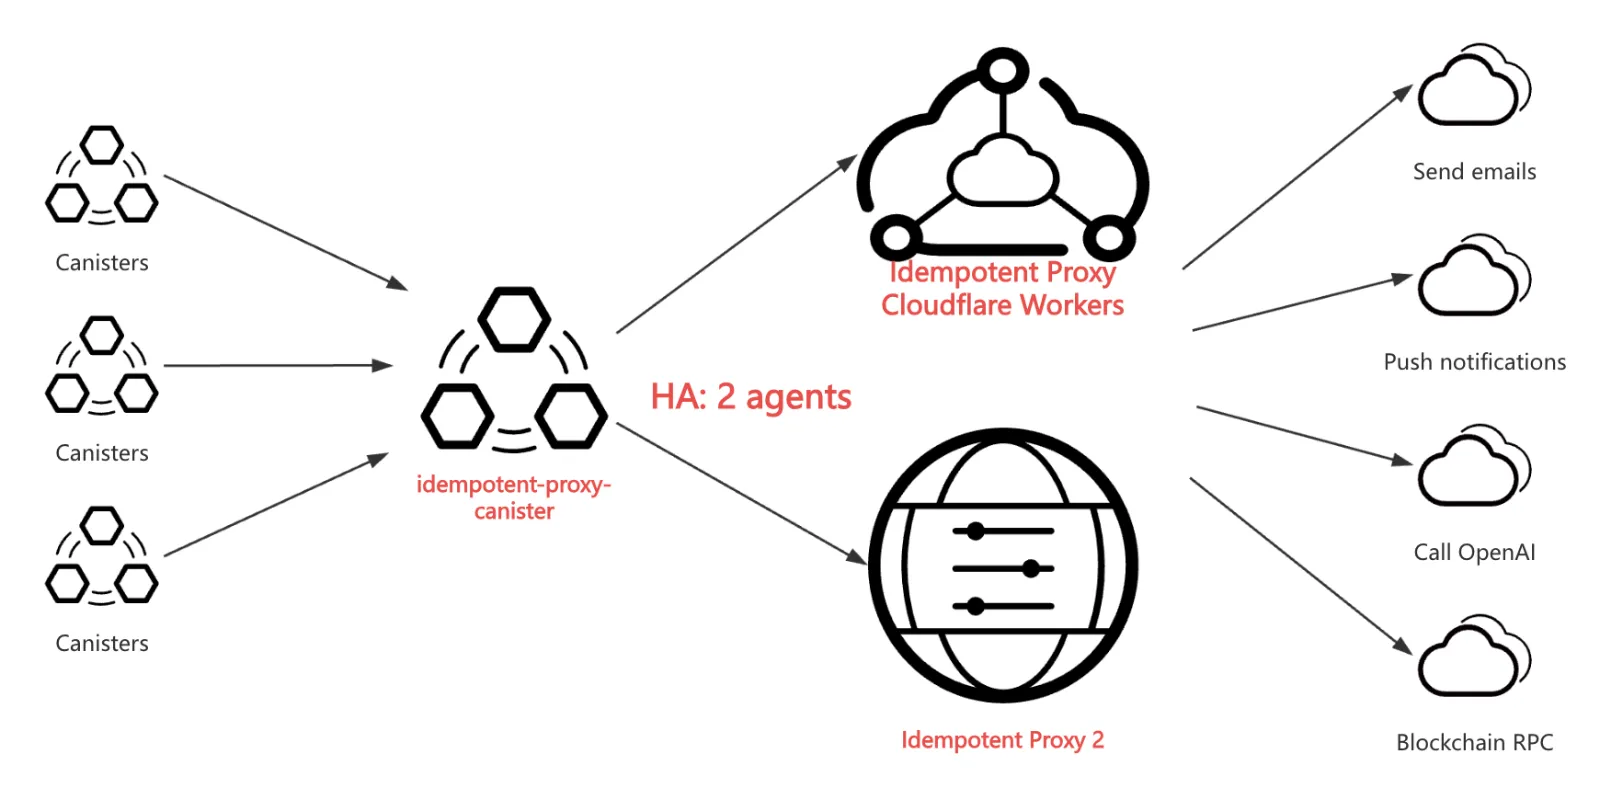 Canisters
Canisters
Canisters
idempotent-proxy-
canister
HA: 2 agents
Idempotent Proxy
Cloudflare Workers
Idempotent Proxy 2
Send emails
Push notifications
Call OpenAI
Blockchain RPC